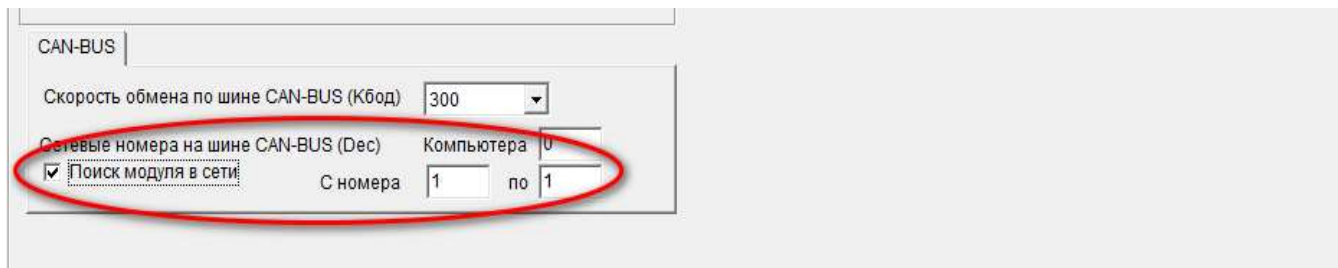 CAN-BUS
Скорость обмена по шине CAN-BUS (Кбод) 300
Сетевые номера на шине CAN-BUS (Dec) Компьютера 0
Поиск модуля в сети С номера 1 по 1